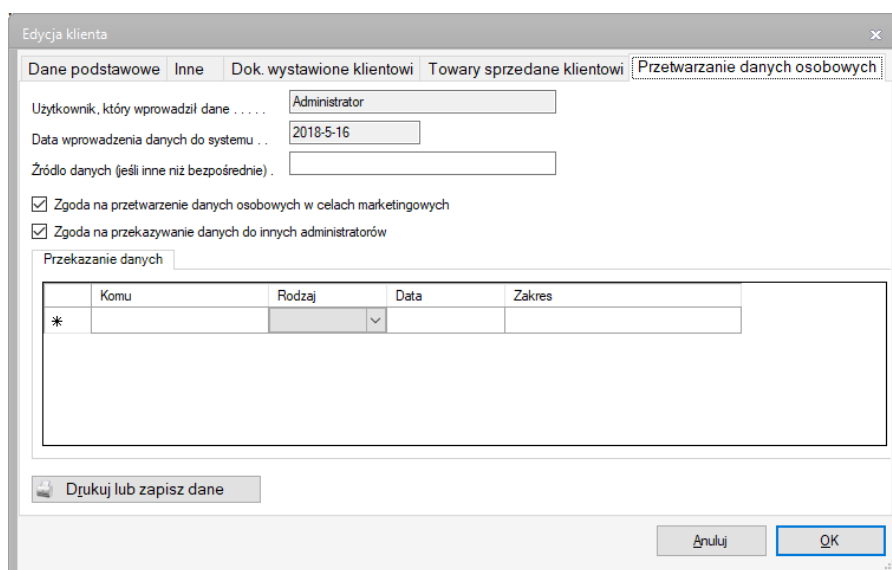 Edycja klienta
Dane podstawowe Inne Dok. wystawione klientowi Towary sprzedane klientowi Przetwarzanie danych osobowych
Użytkownik, który wprowadził dane . . . . . Administrator
Data wprowadzenia danych do systemu . . 2018-5-16
Źródło danych (jeśli inne niż bezpośrednie) .
Zgoda na przetwarzenie danych osobowych w celach marketingowych
Zgoda na przekazywanie danych do innych administratorów
Przekazanie danych
Komu Rodzaj Data Zakres
Drukuj lub zapisz dane
Anuluj OK